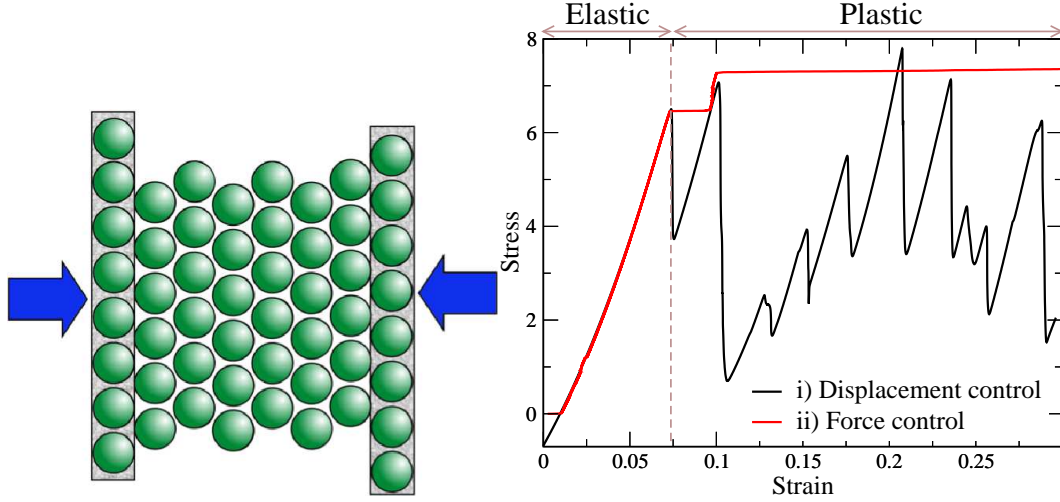 Elastic
Plastic
8
6
4
2
0
Stress
i) Displacement control
ii) Force control
0
0.05
0.1
0.15
0.2
0.25
Strain